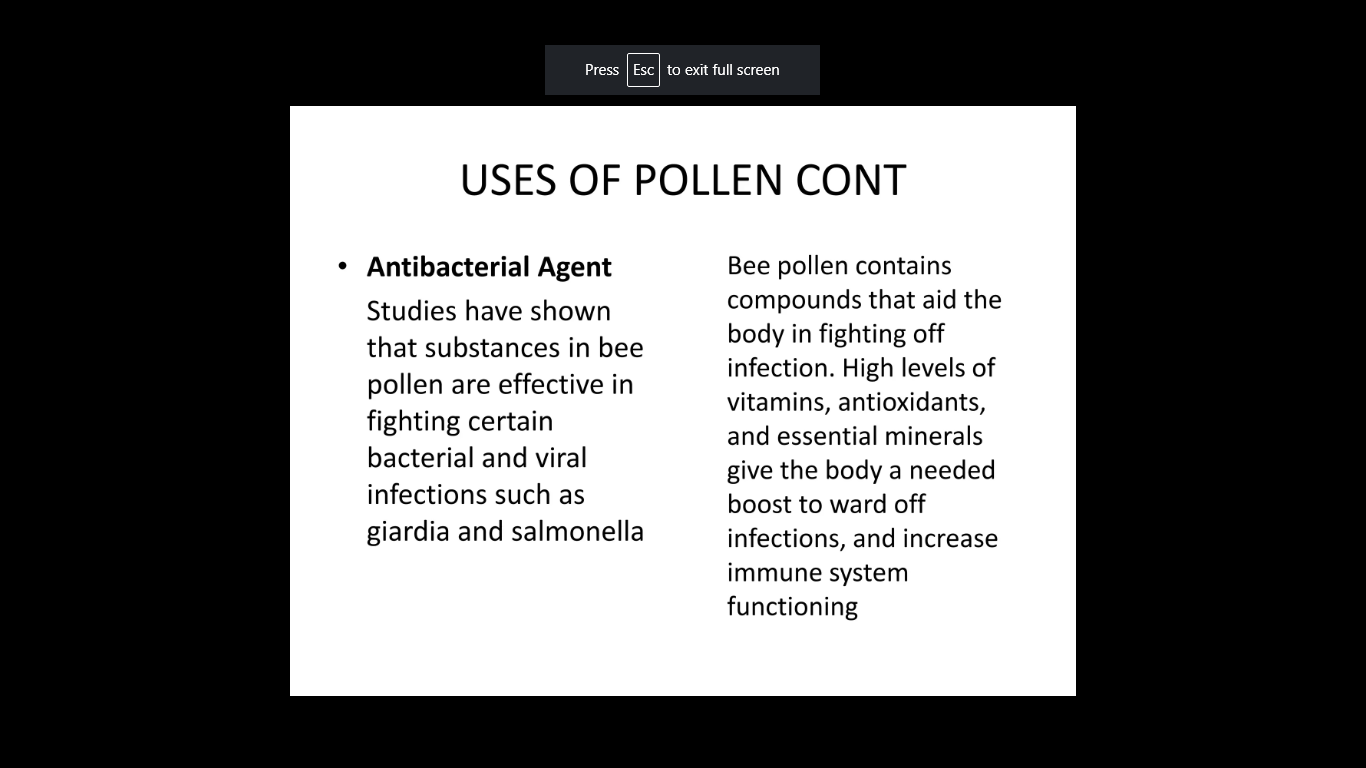 Press Esc to exit full screen
USES OF POLLEN CONT
• Antibacterial Agent
Studies have shown
that substances in bee
pollen are effective in
fighting certain
bacterial and viral
infections such as
giardia and salmonella
Bee pollen contains
compounds that aid the
body in fighting off
infection. High levels of
vitamins, antioxidants,
and essential minerals
give the body a needed
boost to ward off
infections, and increase
immune system
functioning